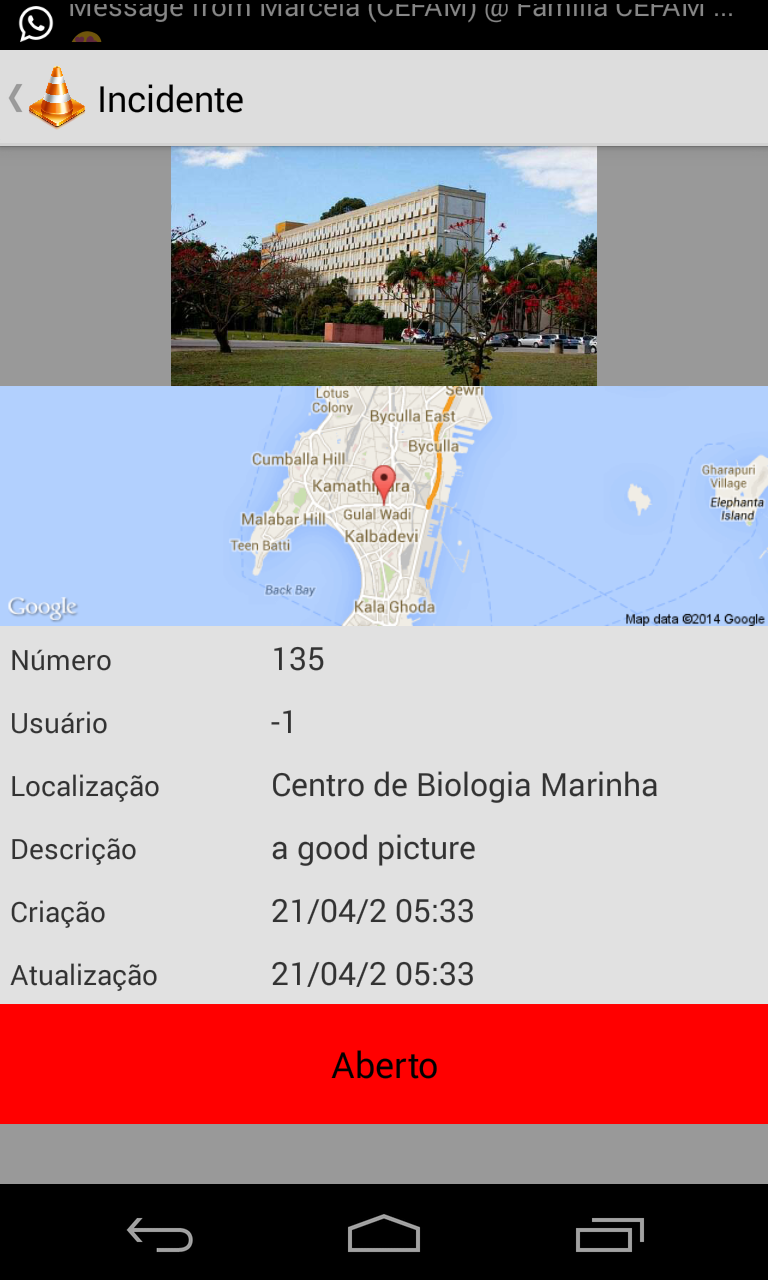 Message from Marcela (CEFAM) @ Família CEFAM ...
Incidente
Sewri
Lotus
Colony
Byculla East
Byculla
Cumballa Hill
Gharapuri
Village
Kamathipura
Elephanta
Island
Gulal Wadi
Malabar Hill
Kalbadevi
Teen Batti
Back Bay
Kala Ghoda
Google
Map data ©2014 Google
Número 135
Usuário -1
Localização Centro de Biologia Marinha
Descrição a good picture
Criação 21/04/2 05:33
Atualização 21/04/2 05:33
Aberto